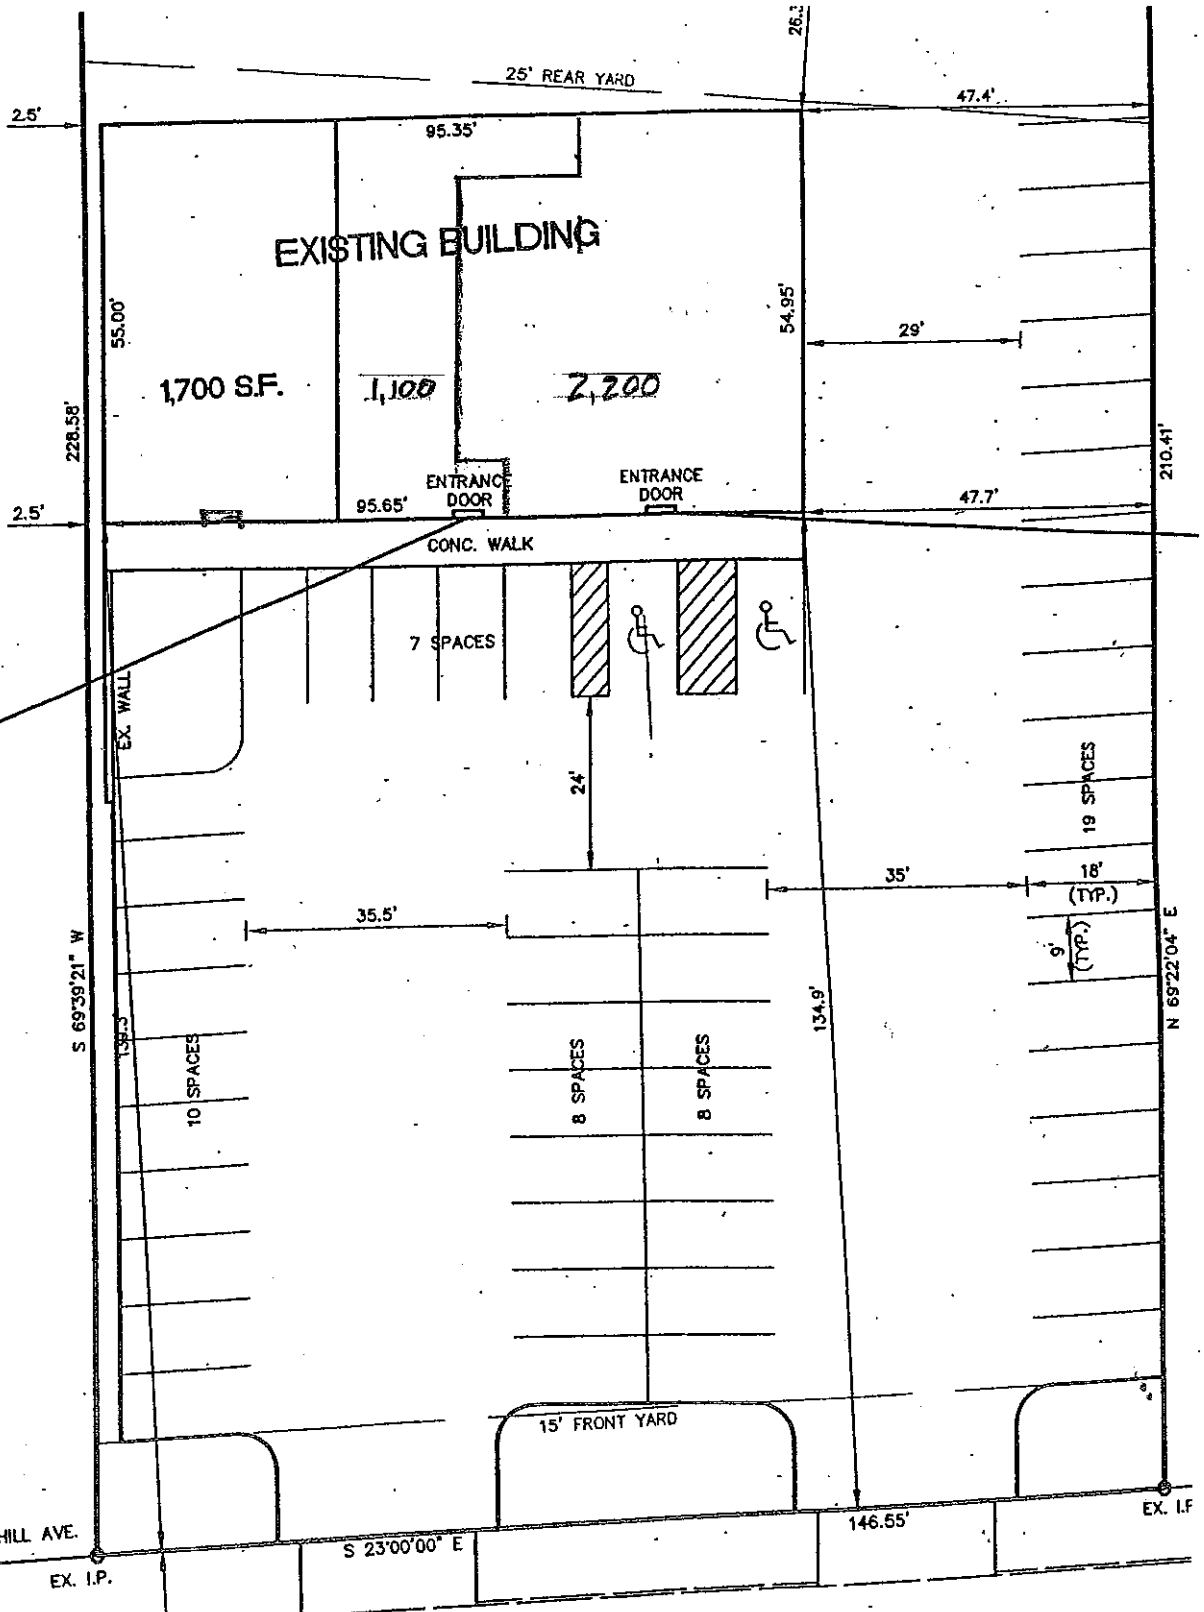 26.3
25' REAR YARD
47.4'
2.5'
95.35'
EXISTING BUILDING
55.00'
54.95'
29'
1,700 S.F.
1,100
2,200
228.58'
210.41'
ENTRANC
DOOR
ENTRANCE
DOOR
95.65'
47.7'
2.5'
CONC. WALK
7 SPACES
EX. WALL
24'
19 SPACES
35'
18'
(TYP.)
35.5'
9'
(TYP.)
S 69°39'21" W
N 69°22'04" E
134.9'
10 SPACES
8 SPACES
8 SPACES
15' FRONT YARD
HILL AVE.
S 23°00'00" E
146.55'
EX. I.P.
EX. I.P